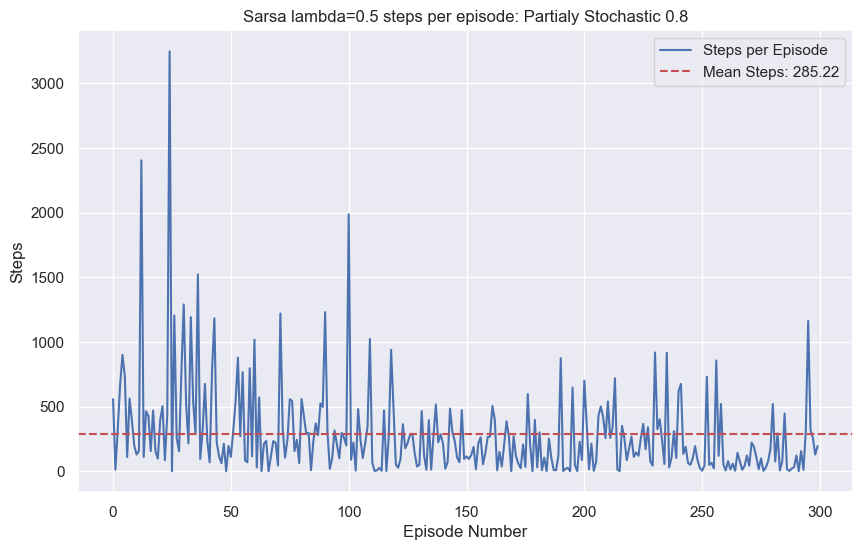 Sarsa lambda=0.5 steps per episode: Partialy Stochastic 0.8
Steps per Episode
Mean Steps: 285.22
Steps
3000
2500
2000
1500
1000
500
0
0 50 100 150 200 250 300
Episode Number